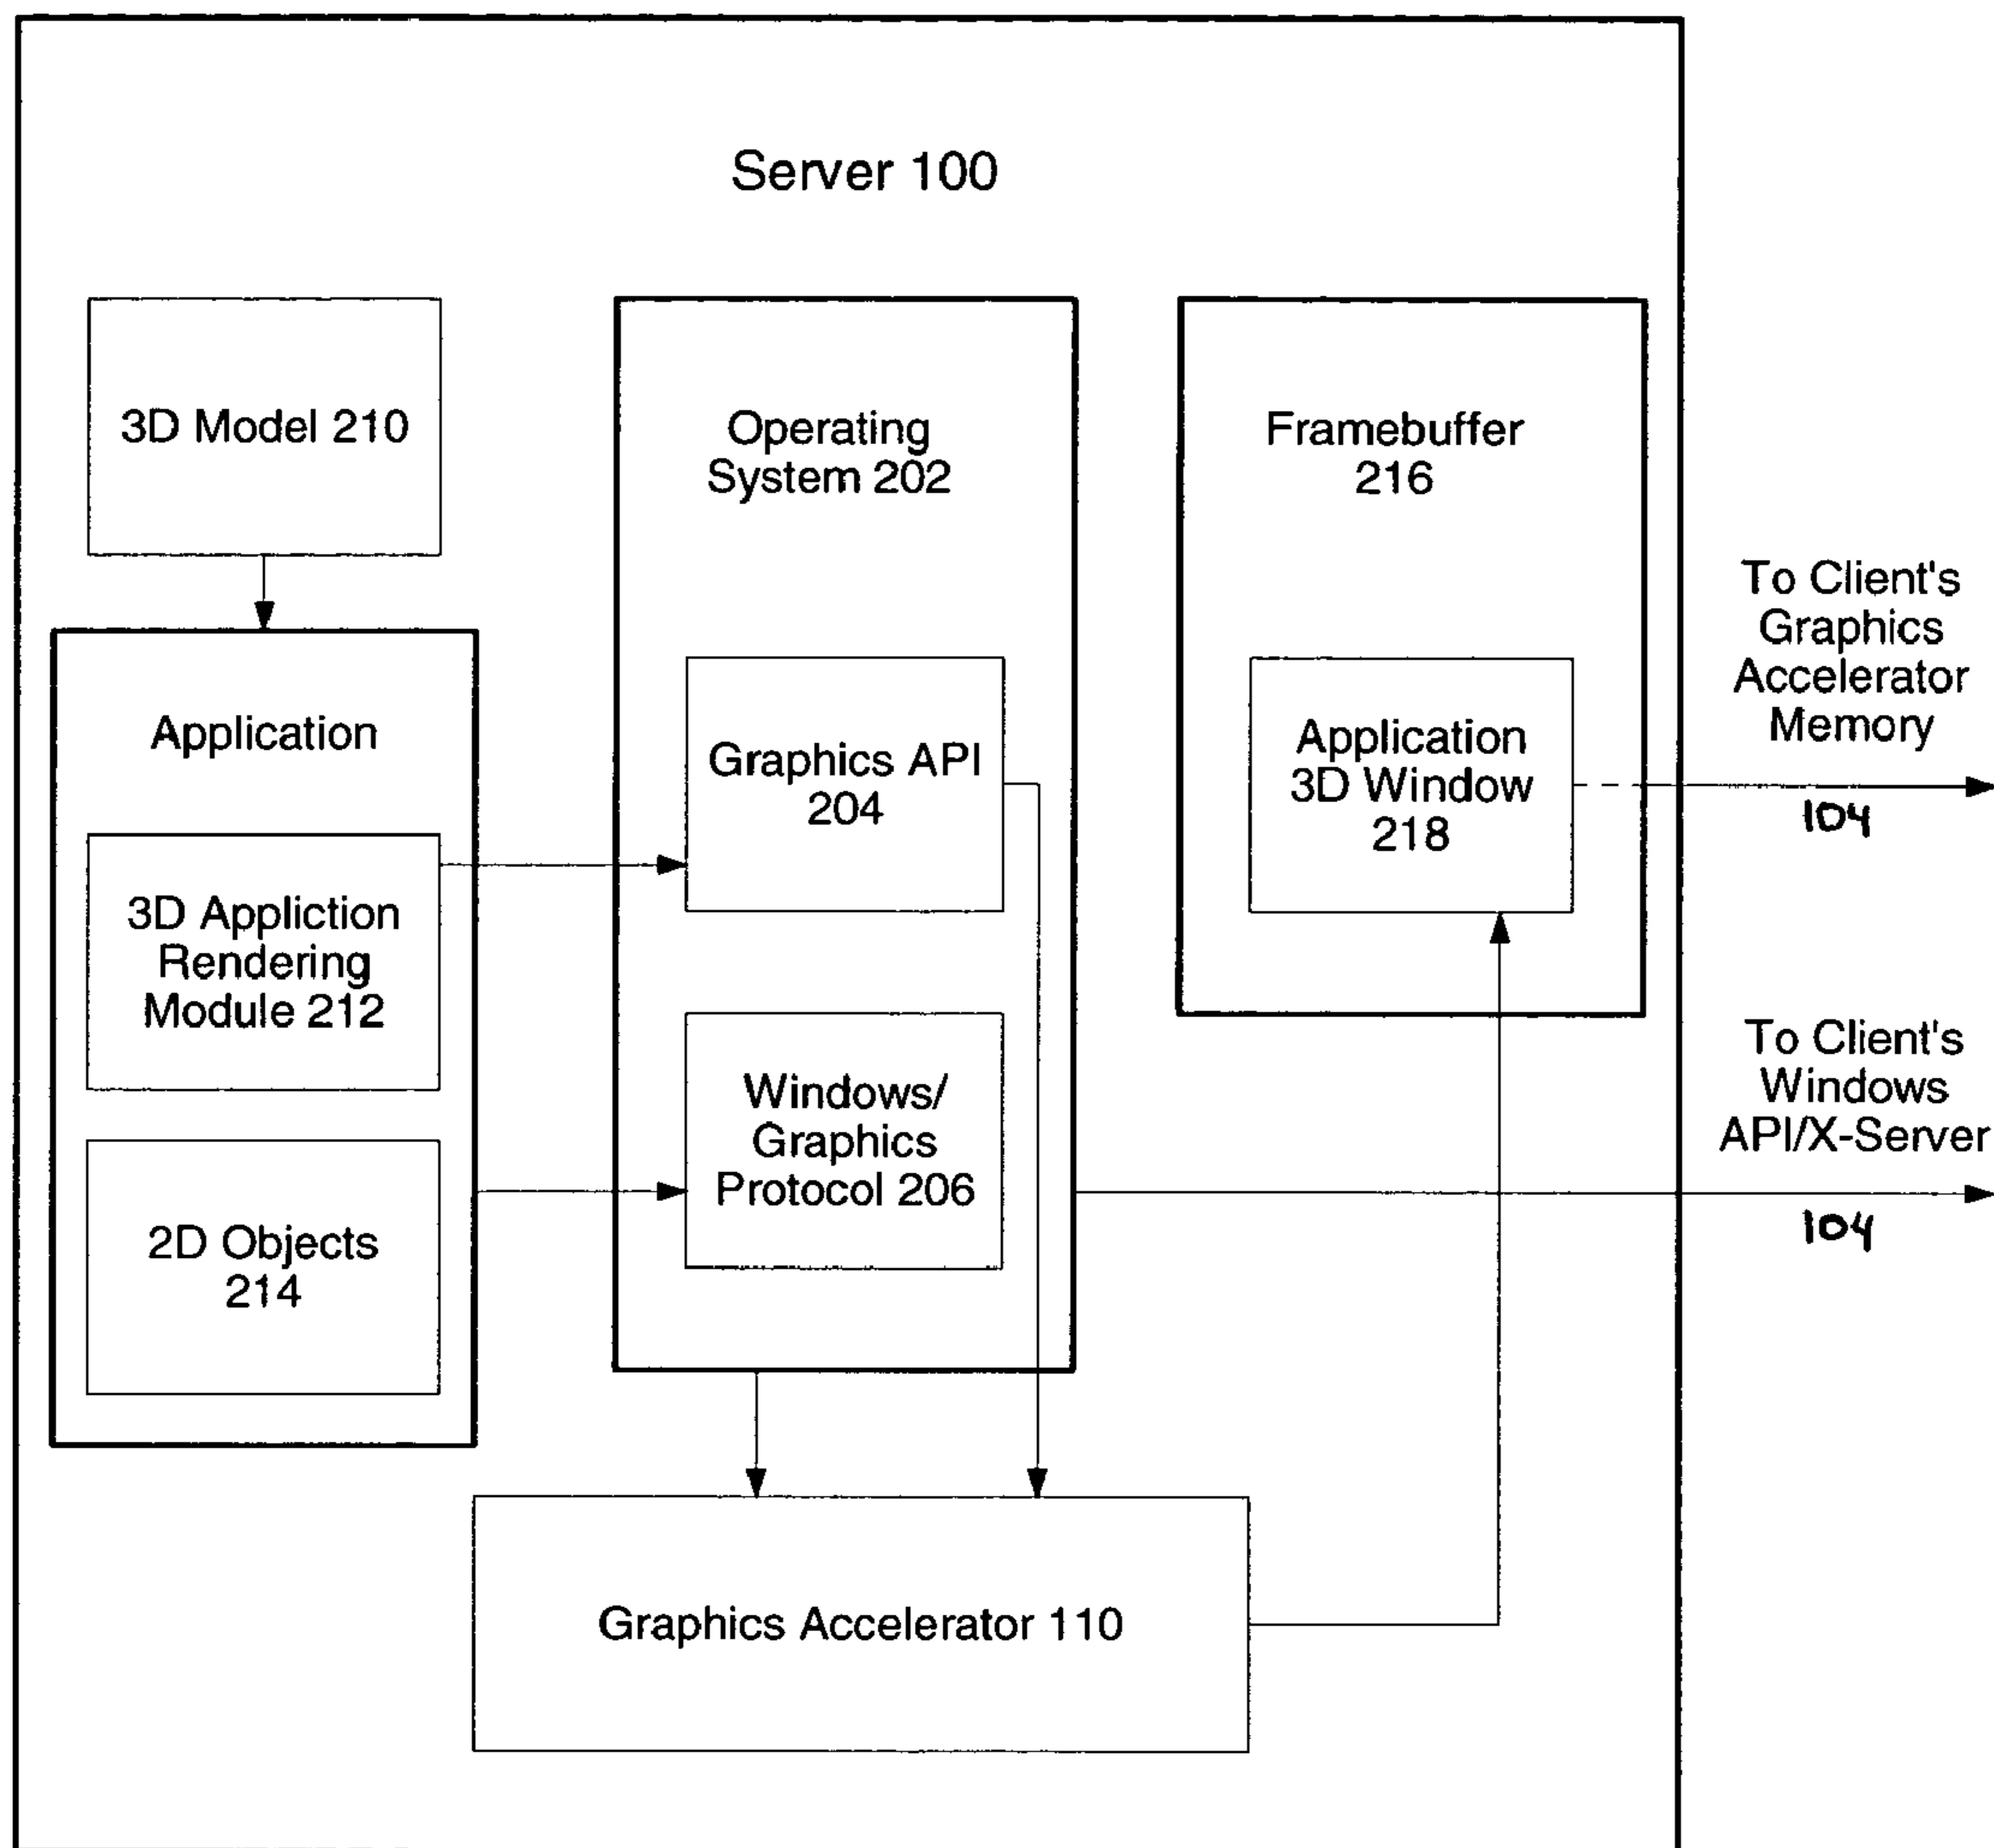 Server 100
3D Model 210
Application
3D Appliction
Rendering
Module 212
2D Objects
214
Operating
System 202
Graphics API
204
Windows/
Graphics
Protocol 206
Framebuffer
216
Application
3D Window
218
Graphics Accelerator 110
To Client's
Graphics
Accelerator
Memory
104
To Client's
Windows
API/X-Server
104